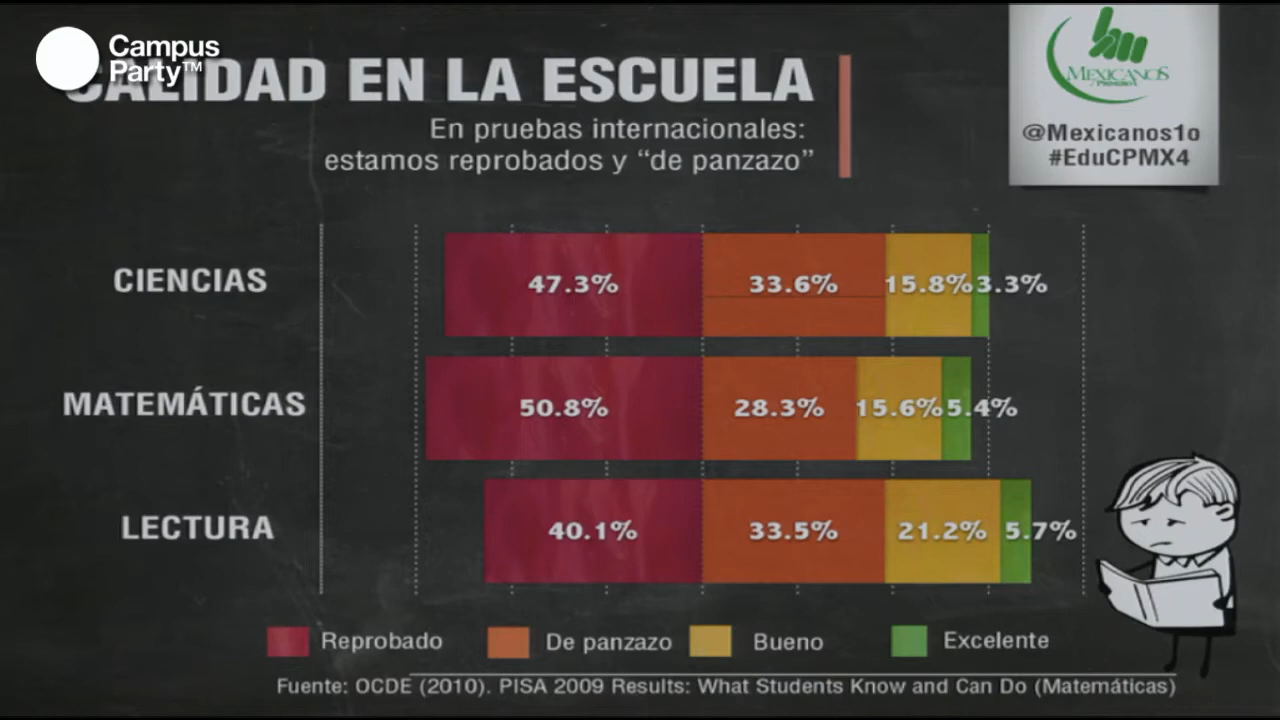 Campus
Party™
CALIDAD EN LA ESCUELA
En pruebas internacionales:
estamos reprobados y “de panzazo”
MEXICANOS
PRIMERO
@Mexicanos1o
#EduCPMX4
CIENCIAS
47.3%
33.6%
15.8%
3.3%
MATEMÁTICAS
50.8%
28.3%
15.6%
5.4%
LECTURA
40.1%
33.5%
21.2%
5.7%
Reprobado
De panzazo
Bueno
Excelente
Fuente: OCDE (2010). PISA 2009 Results: What Students Know and Can Do (Matemáticas)